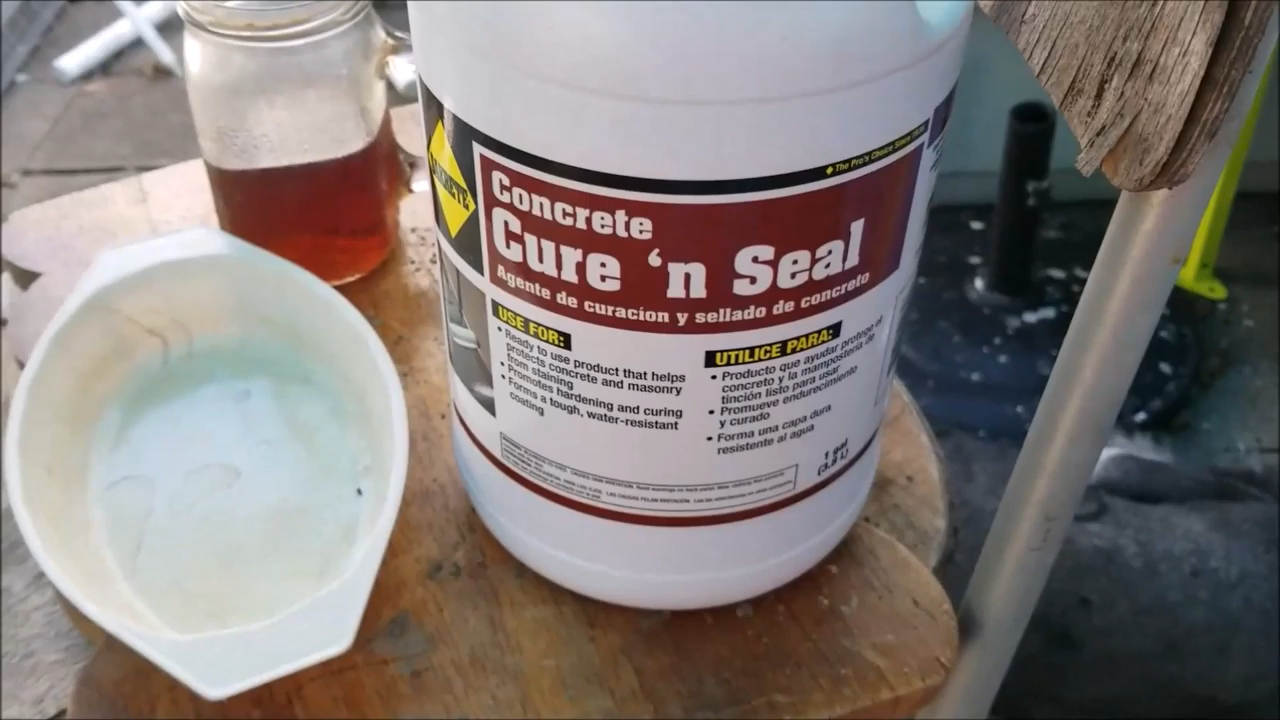 The Pro's Choice Since 1936
SAKRETE
Concrete
Cure 'n Seal
Agente de curacion y sellado de concreto
USE FOR:
• Ready to use product that helps
protects concrete and masonry
from staining
• Promotes hardening and curing
• Forms a tough, water-resistant
coating
UTILICE PARA:
• Producto que ayudar protege el
concreto y la mampostería de
tinción listo para usar
• Promueve endurecimiento
y curado
• Forma una capa dura
resistente al agua
1 gal
(3.8 L)